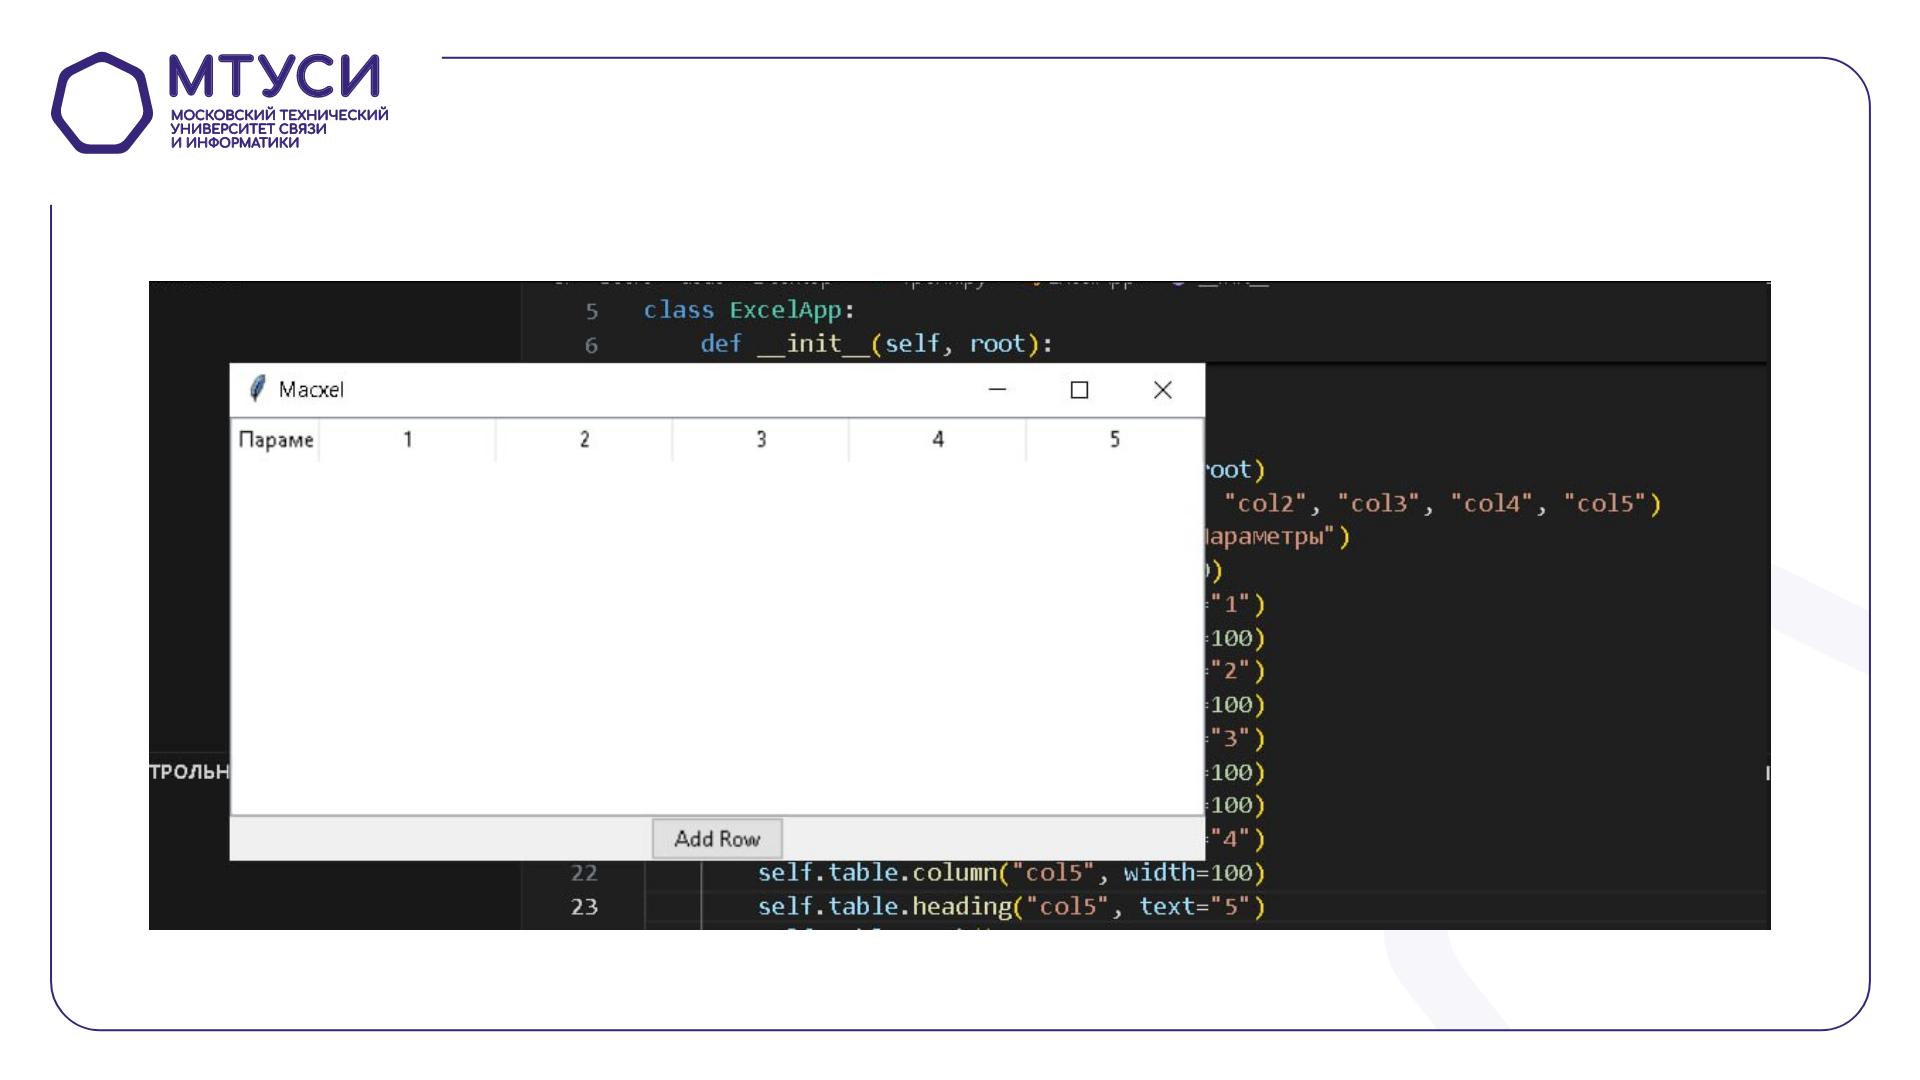 МТУСИ
МОСКОВСКИЙ ТЕХНИЧЕСКИЙ
УНИВЕРСИТЕТ СВЯЗИ
И ИНФОРМАТИКИ
5 class ExcelApp:
6 def __init__(self, root):
Macxel
Параме 1 2 3 4 5
root)
"col2", "col3", "col4", "col5")
Параметры")
)
="1")
=100)
="2")
=100)
="3")
ТРОЛЬН
=100)
=100)
="4")
Add Row
22 self.table.column("col5", width=100)
23 self.table.heading("col5", text="5")